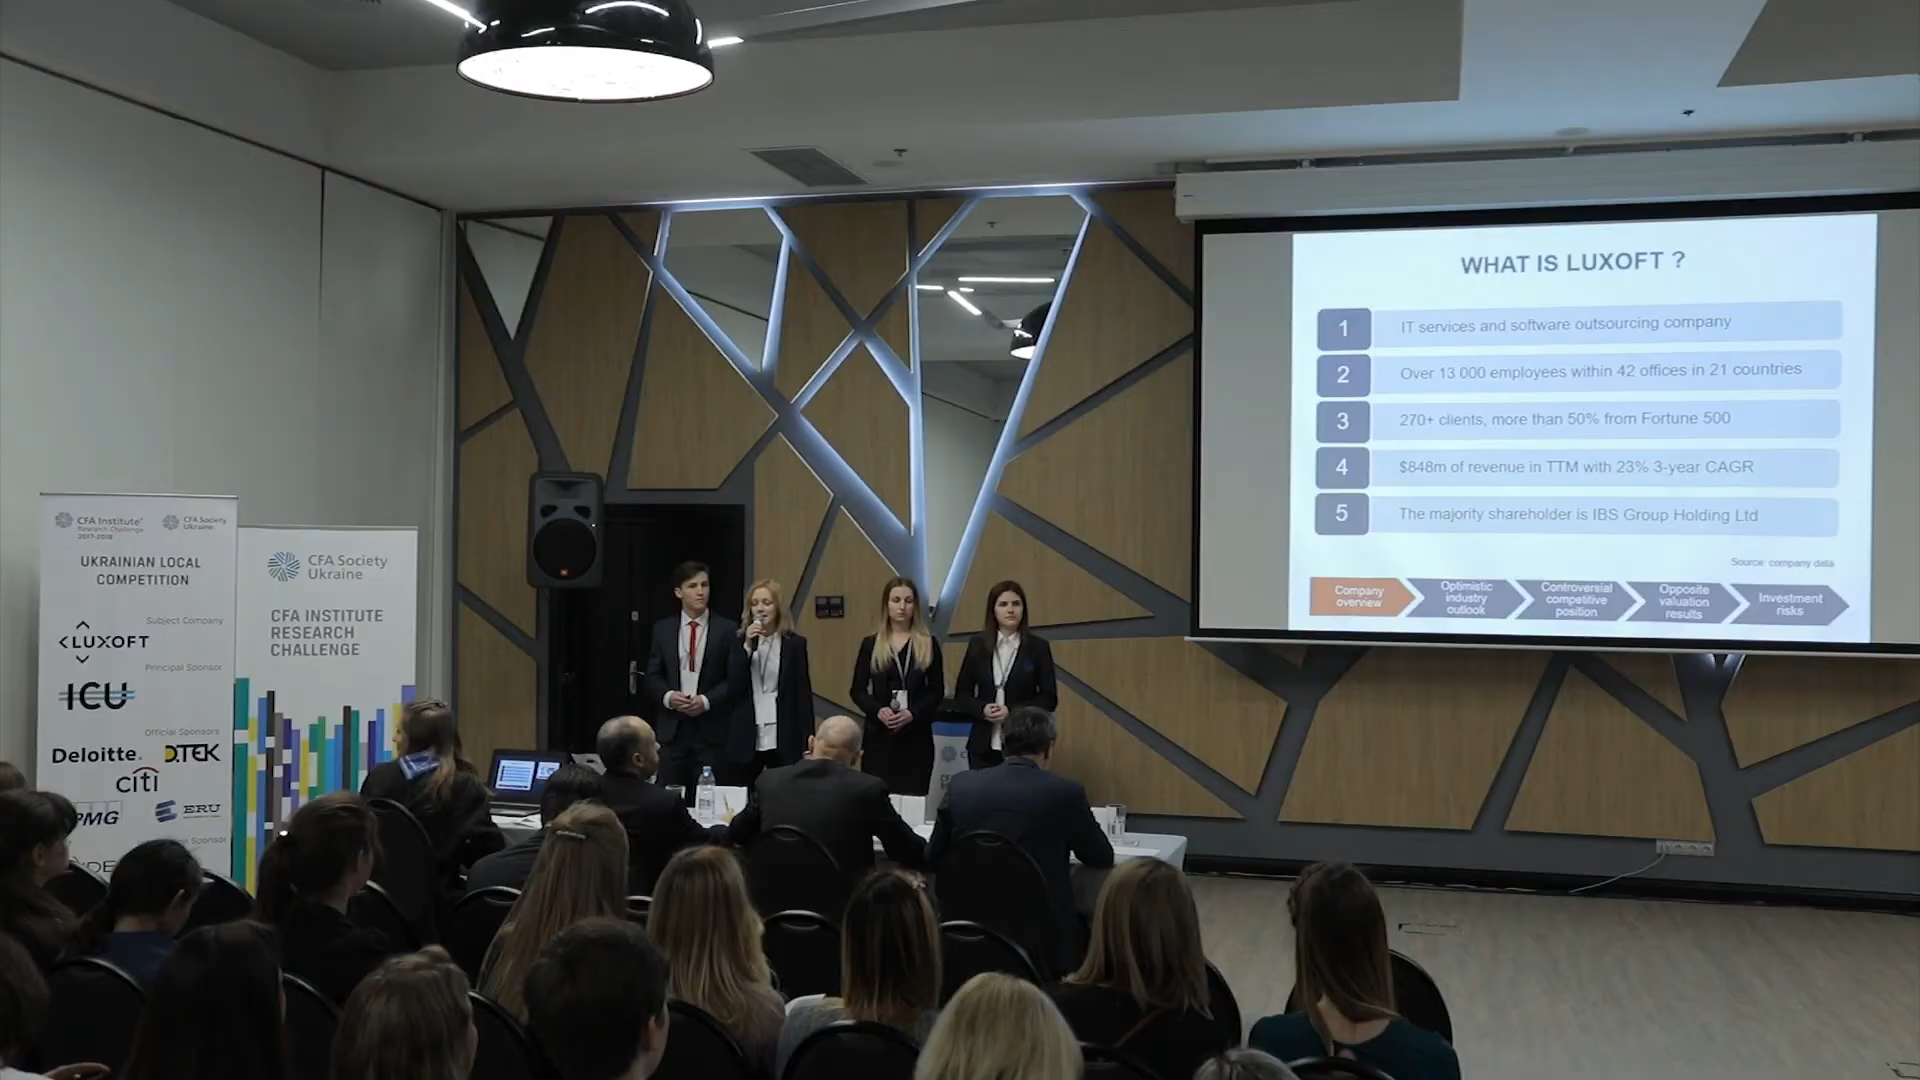 CFA Institute
Research Challenge
2017-2018
CFA Society
Ukraine
UKRAINIAN LOCAL
COMPETITION
Subject Company
LUXOFT
Principal Sponsor
ICU
Official Sponsors
Deloitte.
DTEK
citi
PMG
ERU
Sponsor
CFA Society
Ukraine
CFA INSTITUTE
RESEARCH
CHALLENGE
WHAT IS LUXOFT ?
1 IT services and software outsourcing company
2 Over 13 000 employees within 42 offices in 21 countries
3 270+ clients, more than 50% from Fortune 500
4 $848m of revenue in TTM with 23% 3-year CAGR
5 The majority shareholder is IBS Group Holding Ltd
Source: company data
Company
overview
Optimistic
industry
outlook
Controversial
competitive
position
Opposite
valuation
results
Investment
risks